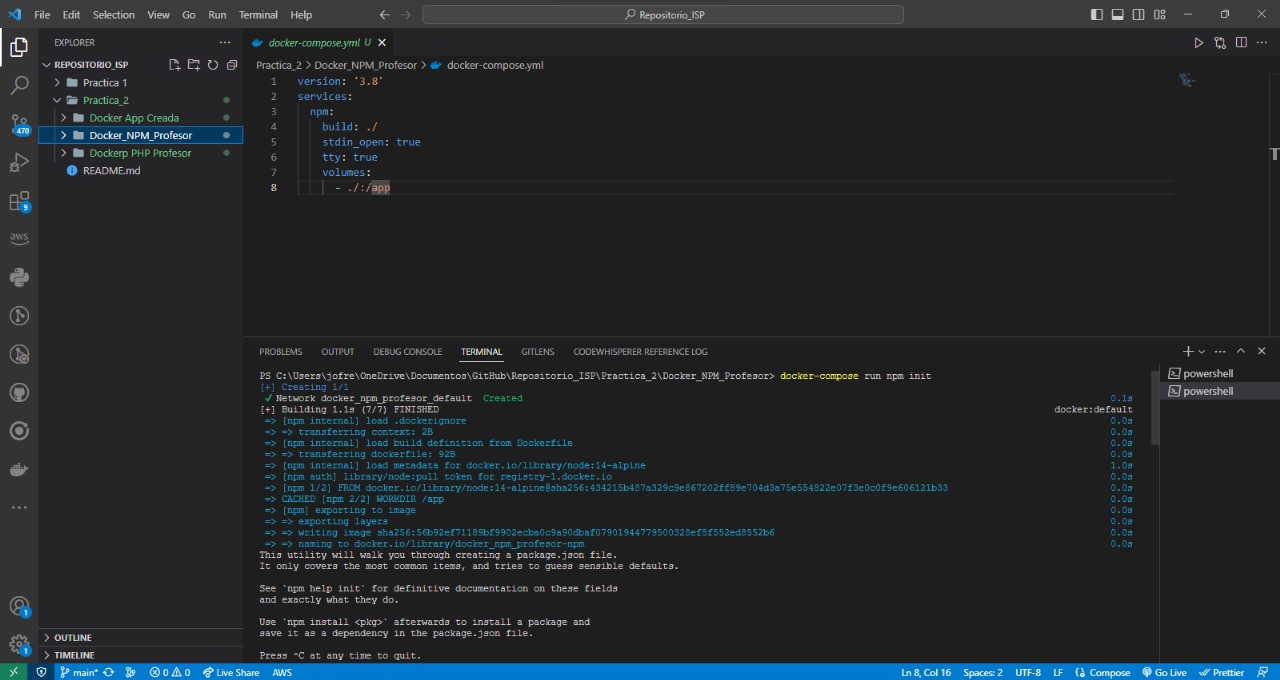 File Edit Selection View Go Run Terminal Help
Repositorio_ISP
EXPLORER
REPOSITORIO_ISP
Practica 1
Practica_2
Docker App Creada
Docker_NPM_Profesor
Dockerp PHP Profesor
README.md
OUTLINE
TIMELINE
470
9
aws
1
1
docker-compose.yml U
Practica_2 > Docker_NPM_Profesor > docker-compose.yml
1 version: '3.8'
2 services:
3 npm:
4 build: ./
5 stdin_open: true
6 tty: true
7 volumes:
8 - ./:/app
PROBLEMS OUTPUT DEBUG CONSOLE TERMINAL GITLENS CODEWHISPERER REFERENCE LOG
powershell
powershell
PS C:\Users\jofre\OneDrive\Documentos\GitHub\Repositorio_ISP\Practica_2\Docker_NPM_Profesor> docker-compose run npm init
[+] Creating 1/1
✓ Network docker_npm_profesor_default Created 0.1s
[+] Building 1.1s (7/7) FINISHED docker:default
=> [npm internal] load .dockerignore 0.0s
=> => transferring context: 2B 0.0s
=> [npm internal] load build definition from Dockerfile 0.0s
=> => transferring dockerfile: 92B 0.0s
=> [npm internal] load metadata for docker.io/library/node:14-alpine 1.0s
=> [npm auth] library/node:pull token for registry-1.docker.io 0.0s
=> [npm 1/2] FROM docker.io/library/node:14-alpine@sha256:434215b487a329c9e867202ff89e704d3a75e554822e07f3e0c0f9e606121b33 0.0s
=> CACHED [npm 2/2] WORKDIR /app 0.0s
=> [npm] exporting to image 0.0s
=> => exporting layers 0.0s
=> => writing image sha256:56b92ef71189bf9902ecba0c9a90dbaf07901944779500328ef8f552ed8552b6 0.0s
=> => naming to docker.io/library/docker_npm_profesor-npm 0.0s
This utility will walk you through creating a package.json file.
It only covers the most common items, and tries to guess sensible defaults.
See `npm help init` for definitive documentation on these fields
and exactly what they do.
Use `npm install <pkg>` afterwards to install a package and
save it as a dependency in the package.json file.
Press ^C at any time to quit.
main* 0 0 Live Share AWS Ln 8, Col 16 Spaces: 2 UTF-8 LF Compose Go Live Prettier